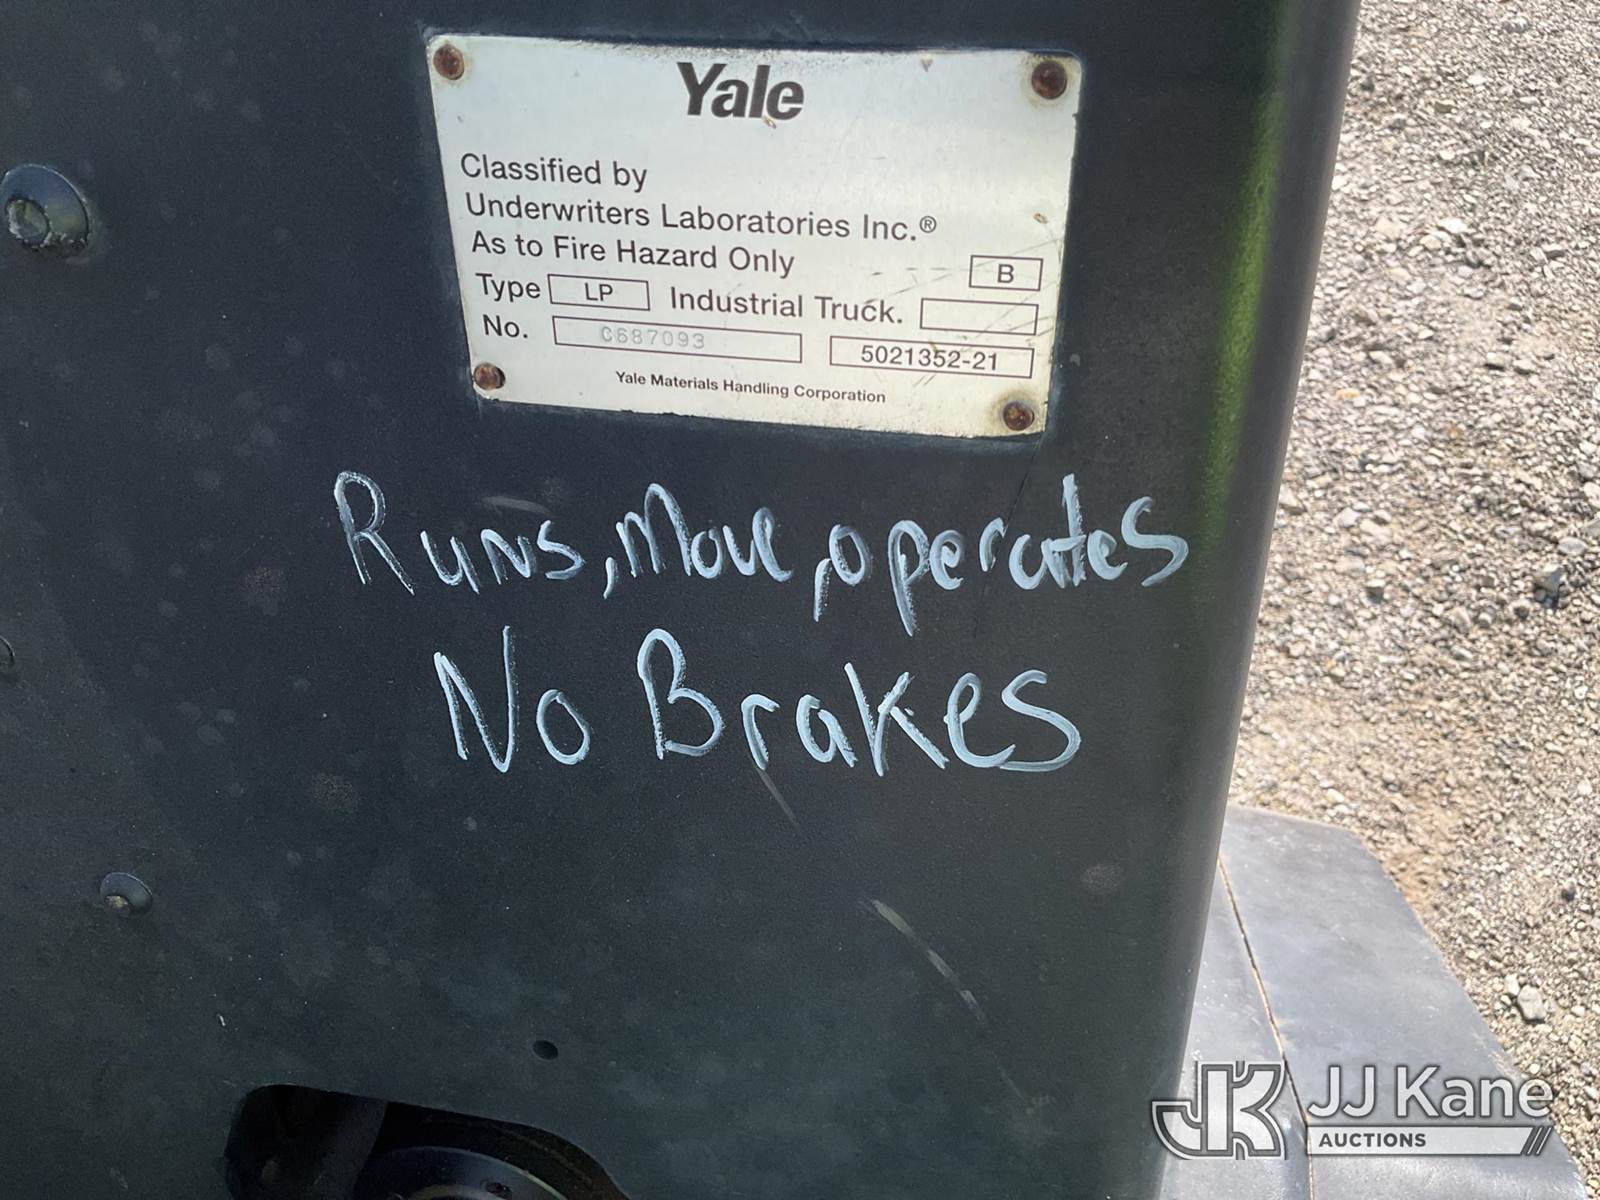 Yale
Classified by
Underwriters Laboratories Inc.®
As to Fire Hazard Only
B
Type LP Industrial Truck.
No. C687093 5021352-21
Yale Materials Handling Corporation
Runs, Move, operates
No Brakes
JK JJ Kane
AUCTIONS